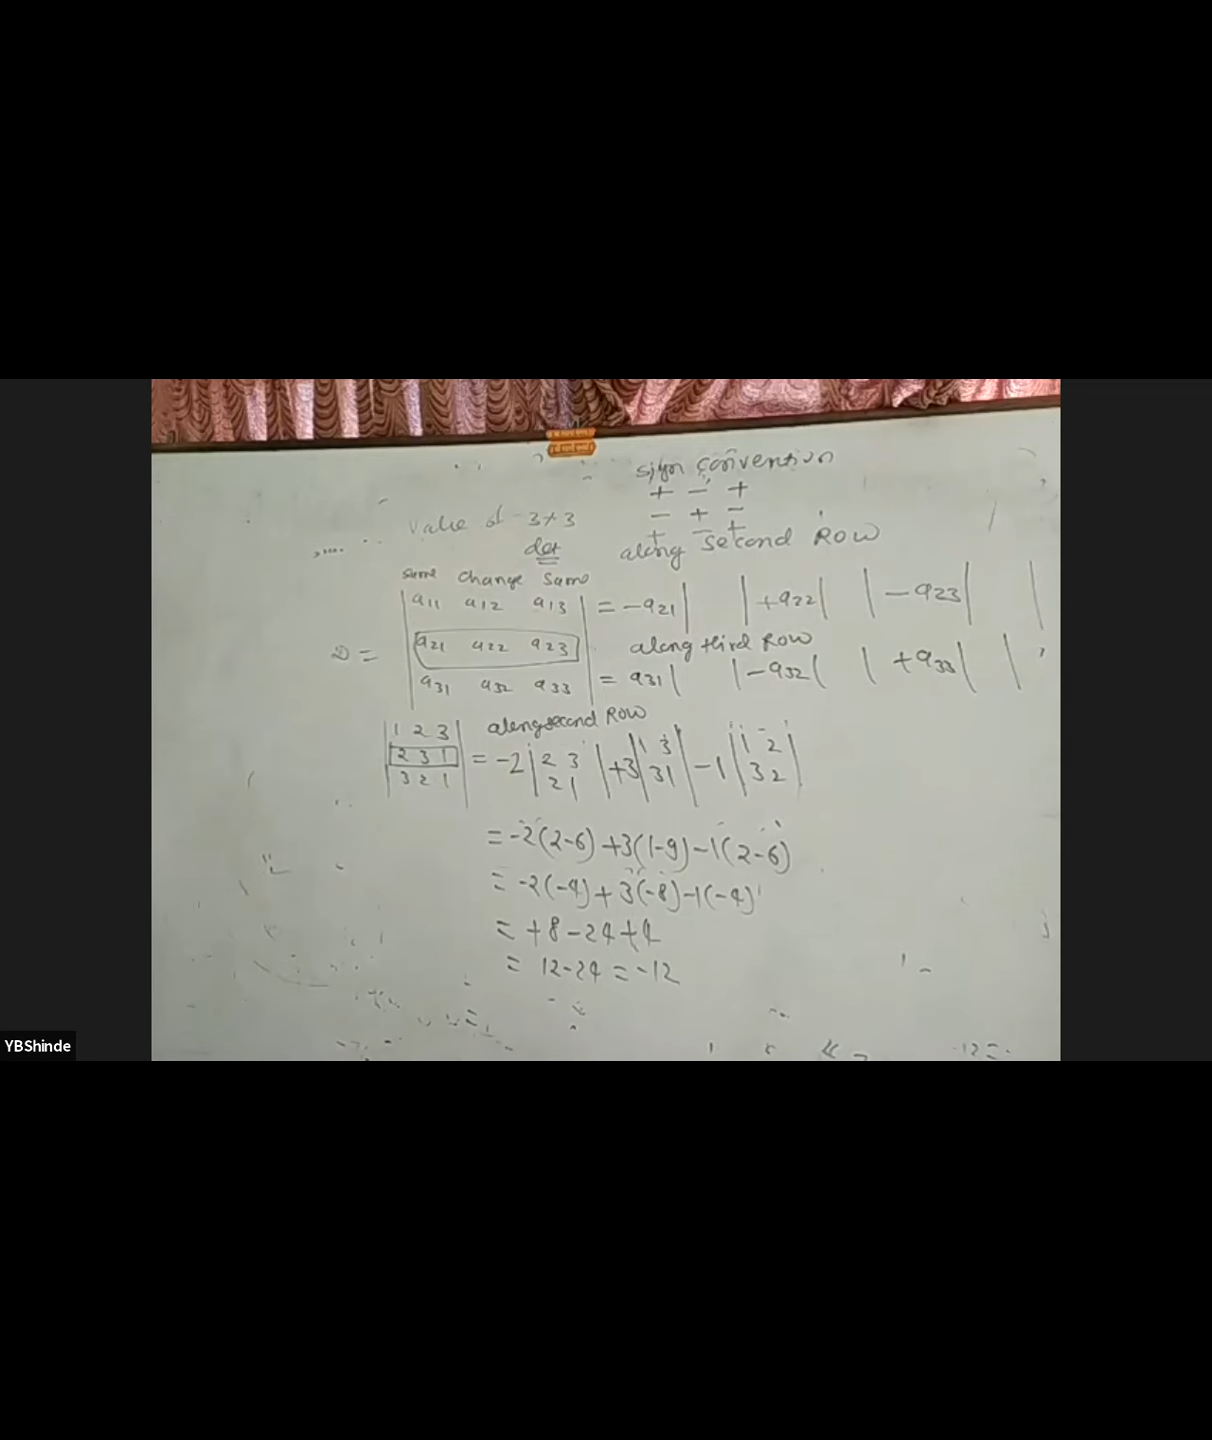 sign convention
+ - +
- + -
+ - +
value of 3×3
det
along second Row
same change same
D = | a11 a12 a13 | = -a21 | | +a22 | | -a23 | |
| a21 a22 a23 |
along third Row
| a31 a32 a33 | = a31 | | -a32 | | +a33 | |
along second Row
| 1 2 3 |
| 2 3 1 | = -2 | 2 3 | +3 | 1 3 | -1 | 1 2 |
| 3 2 1 | | 2 1 | | 3 1 | | 3 2 |
= -2(2-6) +3(1-9) -1(2-6)
= -2(-4) + 3(-8) -1(-4)
= +8 -24 +4
= 12-24 = -12
YBShinde